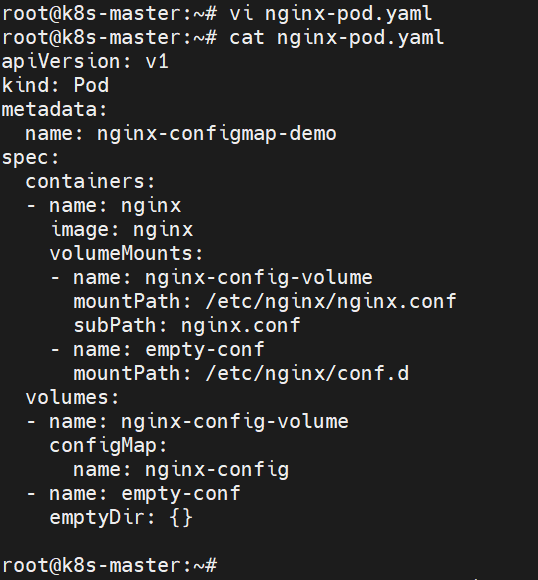 root@k8s-master:~# vi nginx-pod.yaml
root@k8s-master:~# cat nginx-pod.yaml
apiVersion: v1
kind: Pod
metadata:
  name: nginx-configmap-demo
spec:
  containers:
  - name: nginx
    image: nginx
    volumeMounts:
    - name: nginx-config-volume
      mountPath: /etc/nginx/nginx.conf
      subPath: nginx.conf
    - name: empty-conf
      mountPath: /etc/nginx/conf.d
  volumes:
  - name: nginx-config-volume
    configMap:
      name: nginx-config
  - name: empty-conf
    emptyDir: {}

root@k8s-master:~#